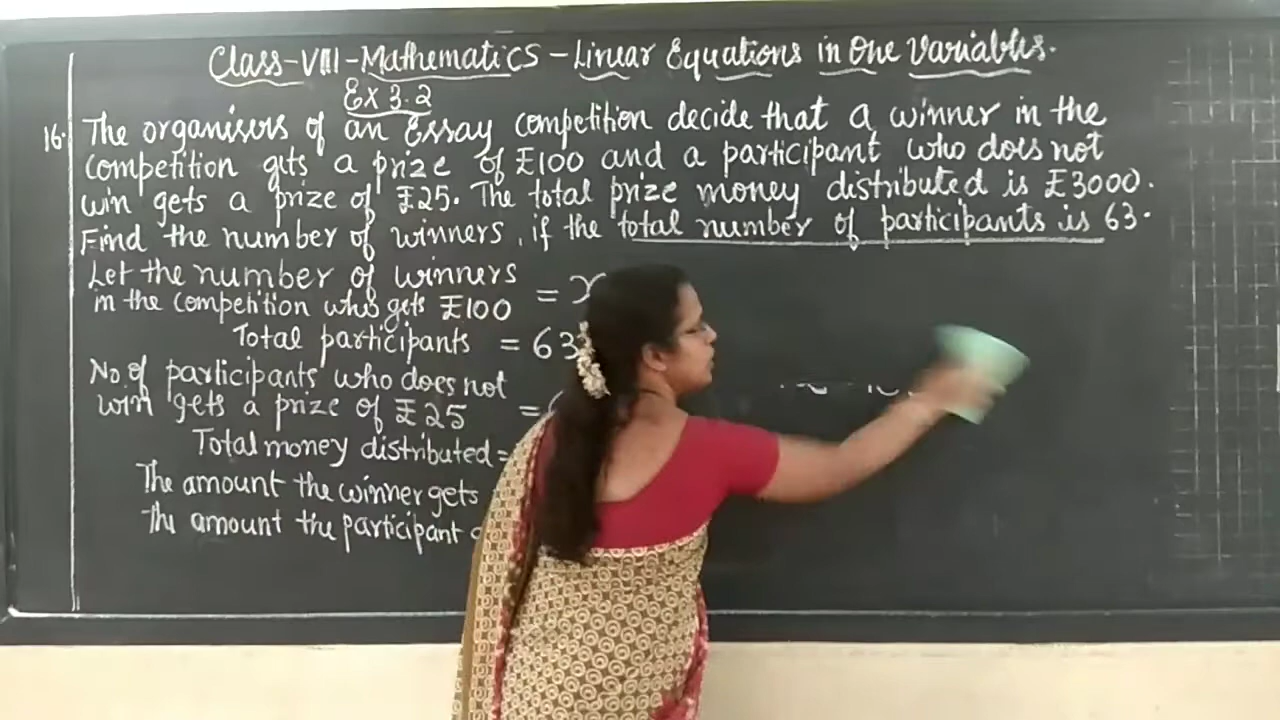 Class-VIII-Mathematics-Linear Equations in One Variables.
Ex 3.2
16. The organisers of an Essay competition decide that a winner in the
competition gets a prize of ₹100 and a participant who does not
win gets a prize of ₹25. The total prize money distributed is ₹3000.
Find the number of winners, if the total number of participants is 63.
Let the number of winners
in the competition who gets ₹100 = x
Total participants = 63
No. of participants who does not
win gets a prize of ₹25 =
Total money distributed =
The amount the winner gets
The amount the participant